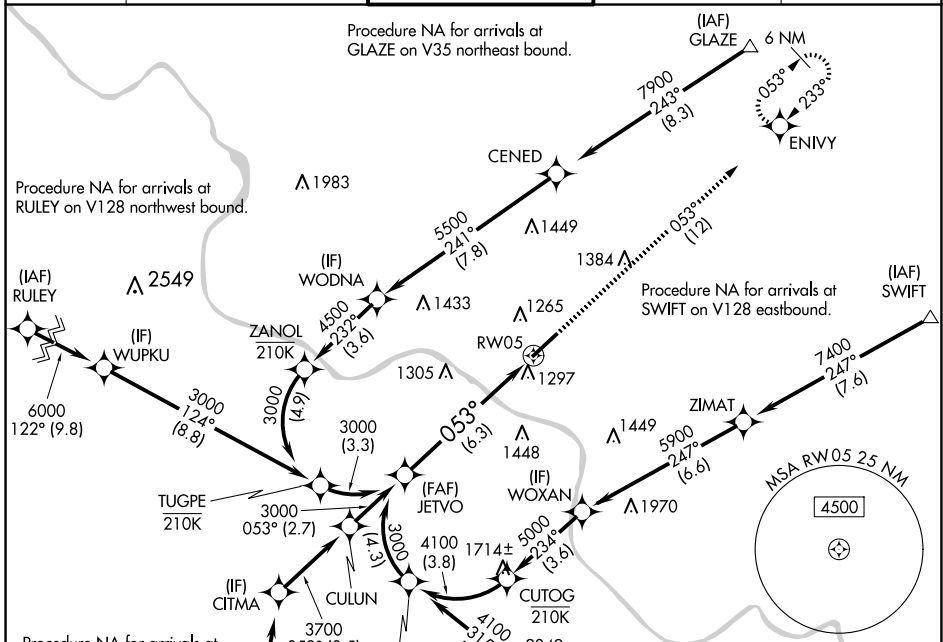 Procedure NA for arrivals at
GLAZE on V35 northeast bound.
(IAF)
GLAZE
6 NM
053°
233°
ENIVY
7900
243°
(8.3)
CENED
1983
Procedure NA for arrivals at
RULEY on V128 northwest bound.
5500
241°
(7.8)
1449
053°
(12)
1384
(IAF)
RULEY
2549
(IF)
WODNA
1433
1265
Procedure NA for arrivals at
SWIFT on V128 eastbound.
(IAF)
SWIFT
(IF)
WUPKU
ZANOL
210K
4500
232°
(3.6)
RW05
1305
1297
7400
247°
(7.6)
6000
122° (9.8)
3000
124°
(8.8)
3000
(4.9)
3000
(3.3)
053°
(6.3)
1448
1449
ZIMAT
5900
247°
(6.6)
TUGPE
210K
3000
053° (2.7)
(FAF)
JETVO
(IF)
WOXAN
1970
MSA RW05 25 NM
4500
3000
(4.3)
4100
(3.8)
1714±
5000
234°
(3.6)
(IF)
CITMA
CULUN
CUTOG
210K
3700
4100
Procedure NA for arrivals at